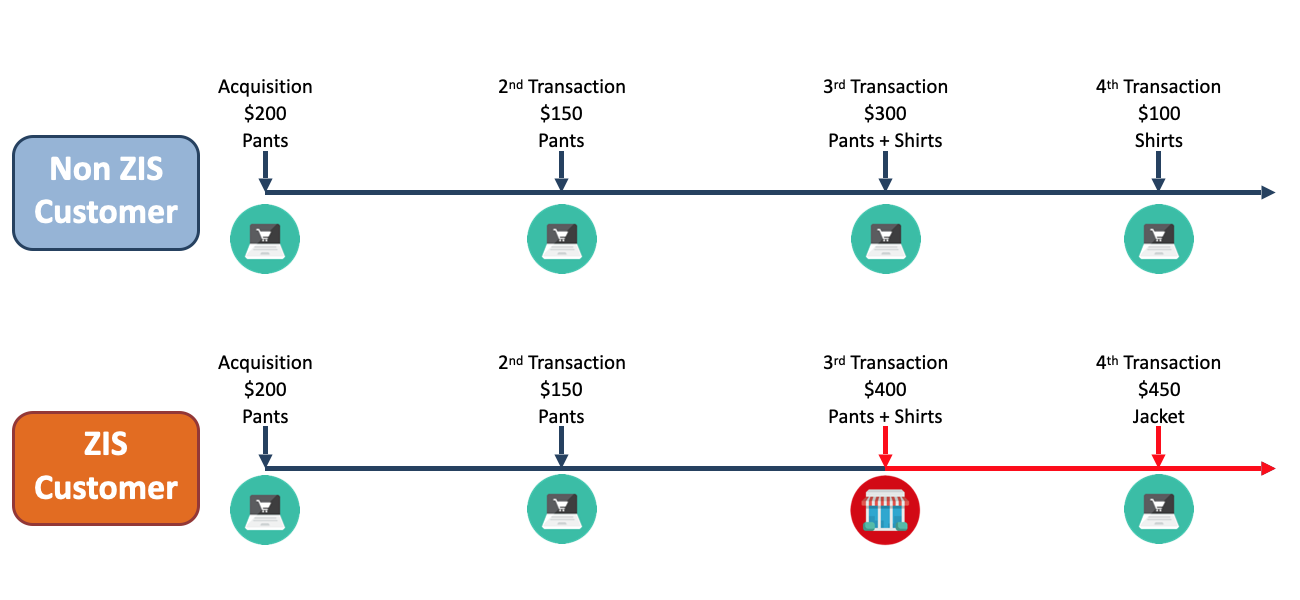 Acquisition
$200
Pants
2nd Transaction
$150
Pants
3rd Transaction
$300
Pants + Shirts
4th Transaction
$100
Shirts
Non ZIS
Customer
Acquisition
$200
Pants
2nd Transaction
$150
Pants
3rd Transaction
$400
Pants + Shirts
4th Transaction
$450
Jacket
ZIS
Customer